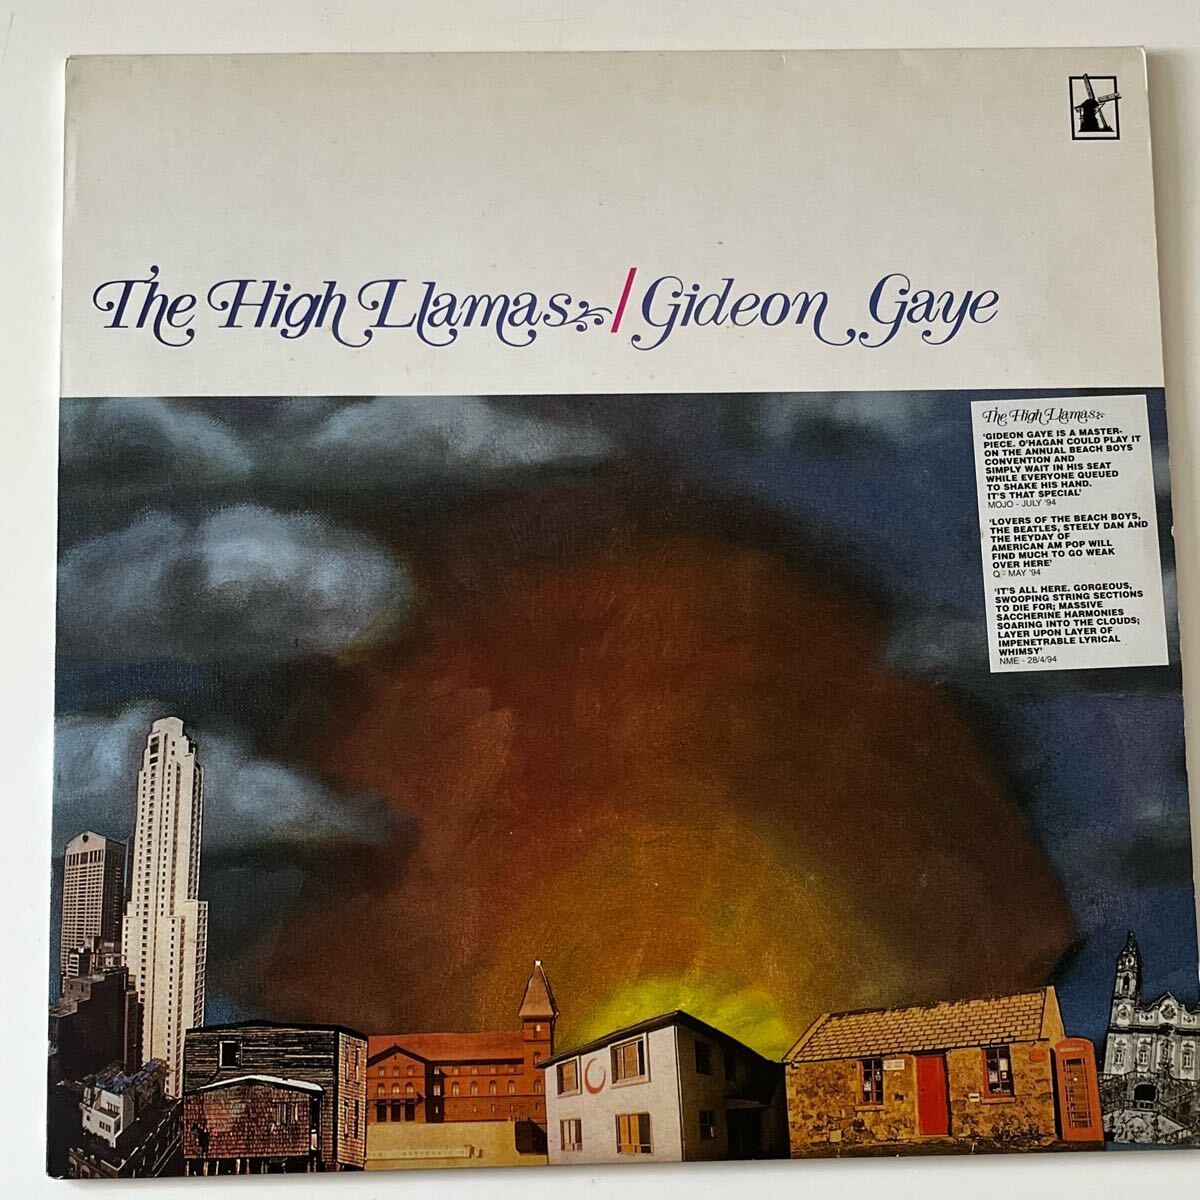 The High Llamas/Gideon Gaye
The High Llamas
'GIDEON GAYE IS A MASTER-
PIECE. O'HAGAN COULD PLAY IT
ON THE ANNUAL BEACH BOYS
CONVENTION AND
SIMPLY WAIT IN HIS SEAT
WHILE EVERYONE QUEUED
TO SHAKE HIS HAND.
IT'S THAT SPECIAL'
MOJO - JULY '94
'LOVERS OF THE BEACH BOYS,
THE BEATLES, STEELY DAN AND
THE HEYDAY OF
AMERICAN AM POP WILL
FIND MUCH TO GO WEAK
OVER HERE'
Q - MAY '94
'IT'S ALL HERE. GORGEOUS,
SWOOPING STRING SECTIONS
TO DIE FOR; MASSIVE
SACCHERINE HARMONIES
SOARING INTO THE CLOUDS;
LAYER UPON LAYER OF
IMPENETRABLE LYRICAL
WHIMSY'
NME - 28/4/94